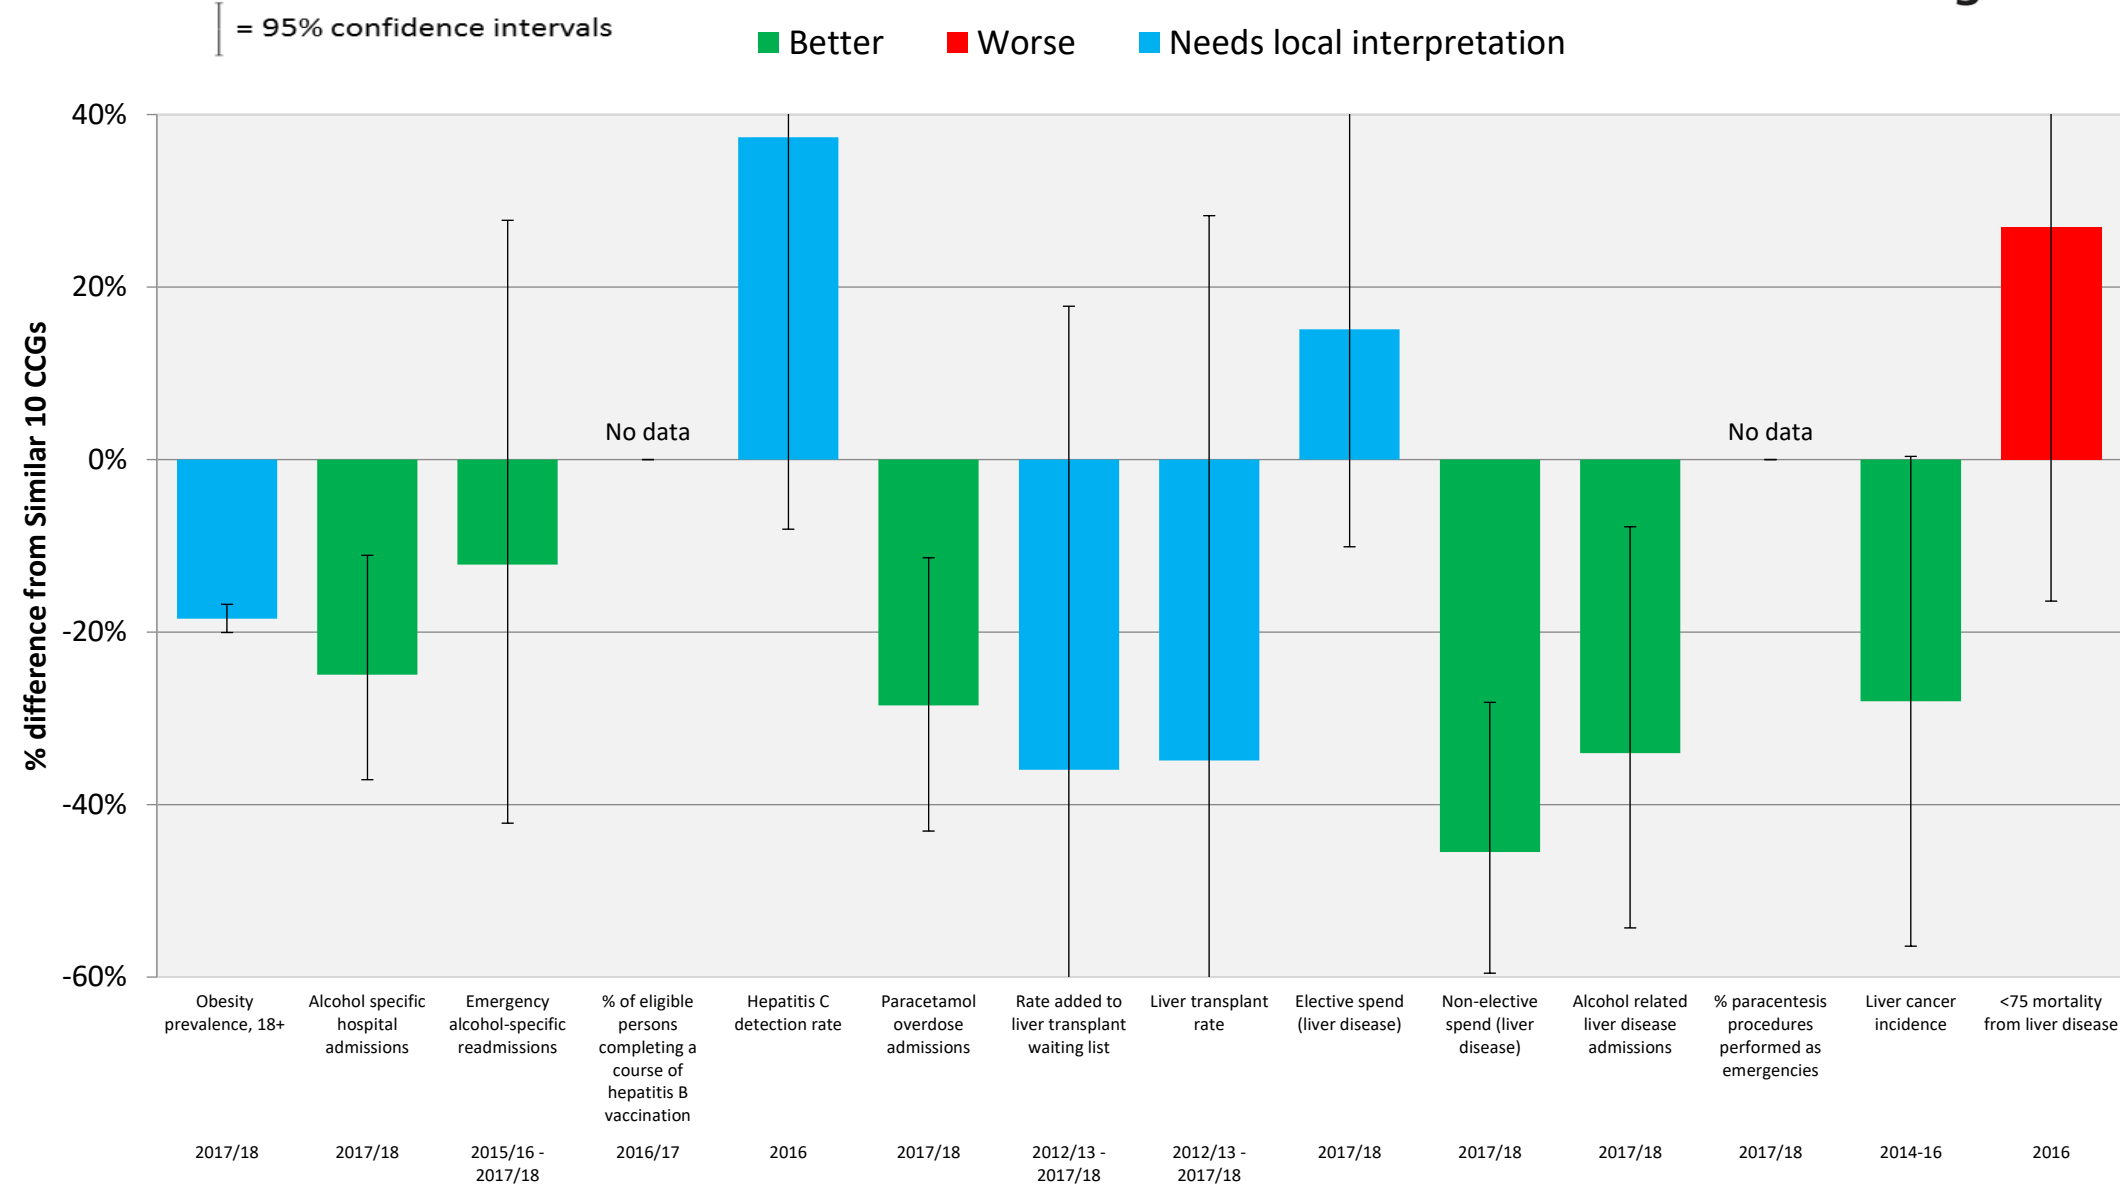 = 95% confidence intervals
Better
Worse
Needs local interpretation
% difference from Similar 10 CCGs
40%
20%
0%
-20%
-40%
-60%
No data
No data
Obesity
prevalence, 18+
2017/18
Alcohol specific
hospital
admissions
2017/18
Emergency
alcohol-specific
readmissions
2015/16 -
2017/18
% of eligible
persons
completing a
course of
hepatitis B
vaccination
2016/17
Hepatitis C
detection rate
2016
Paracetamol
overdose
admissions
2017/18
Rate added to
liver transplant
waiting list
2012/13 -
2017/18
Liver transplant
rate
2012/13 -
2017/18
Elective spend
(liver disease)
2017/18
Non-elective
spend (liver
disease)
2017/18
Alcohol related
liver disease
admissions
2017/18
% paracentesis
procedures
performed as
emergencies
2017/18
Liver cancer
incidence
2014-16
<75 mortality
from liver disease
2016